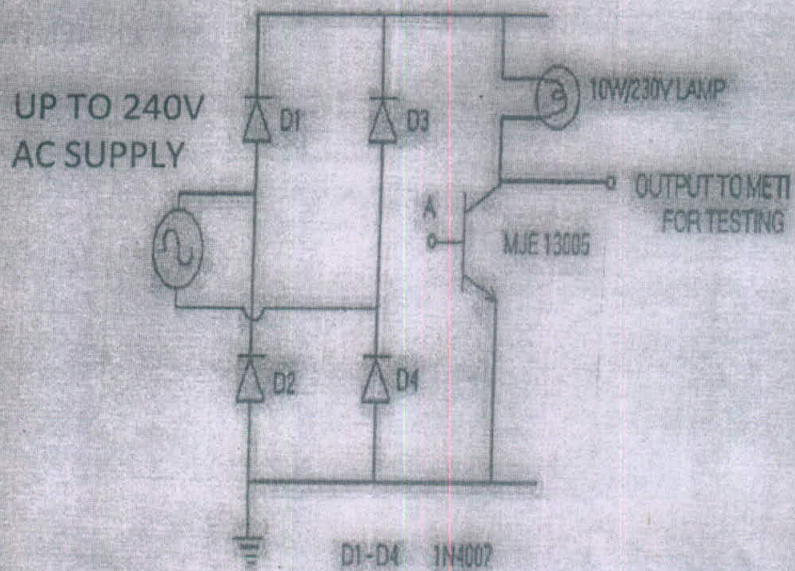 UP TO 240V
AC SUPPLY
D1
D3
10W/230V LAMP
A
OUTPUT TO METI
FOR TESTING
MJE 13005
D2
D4
D1-D4 1N4007